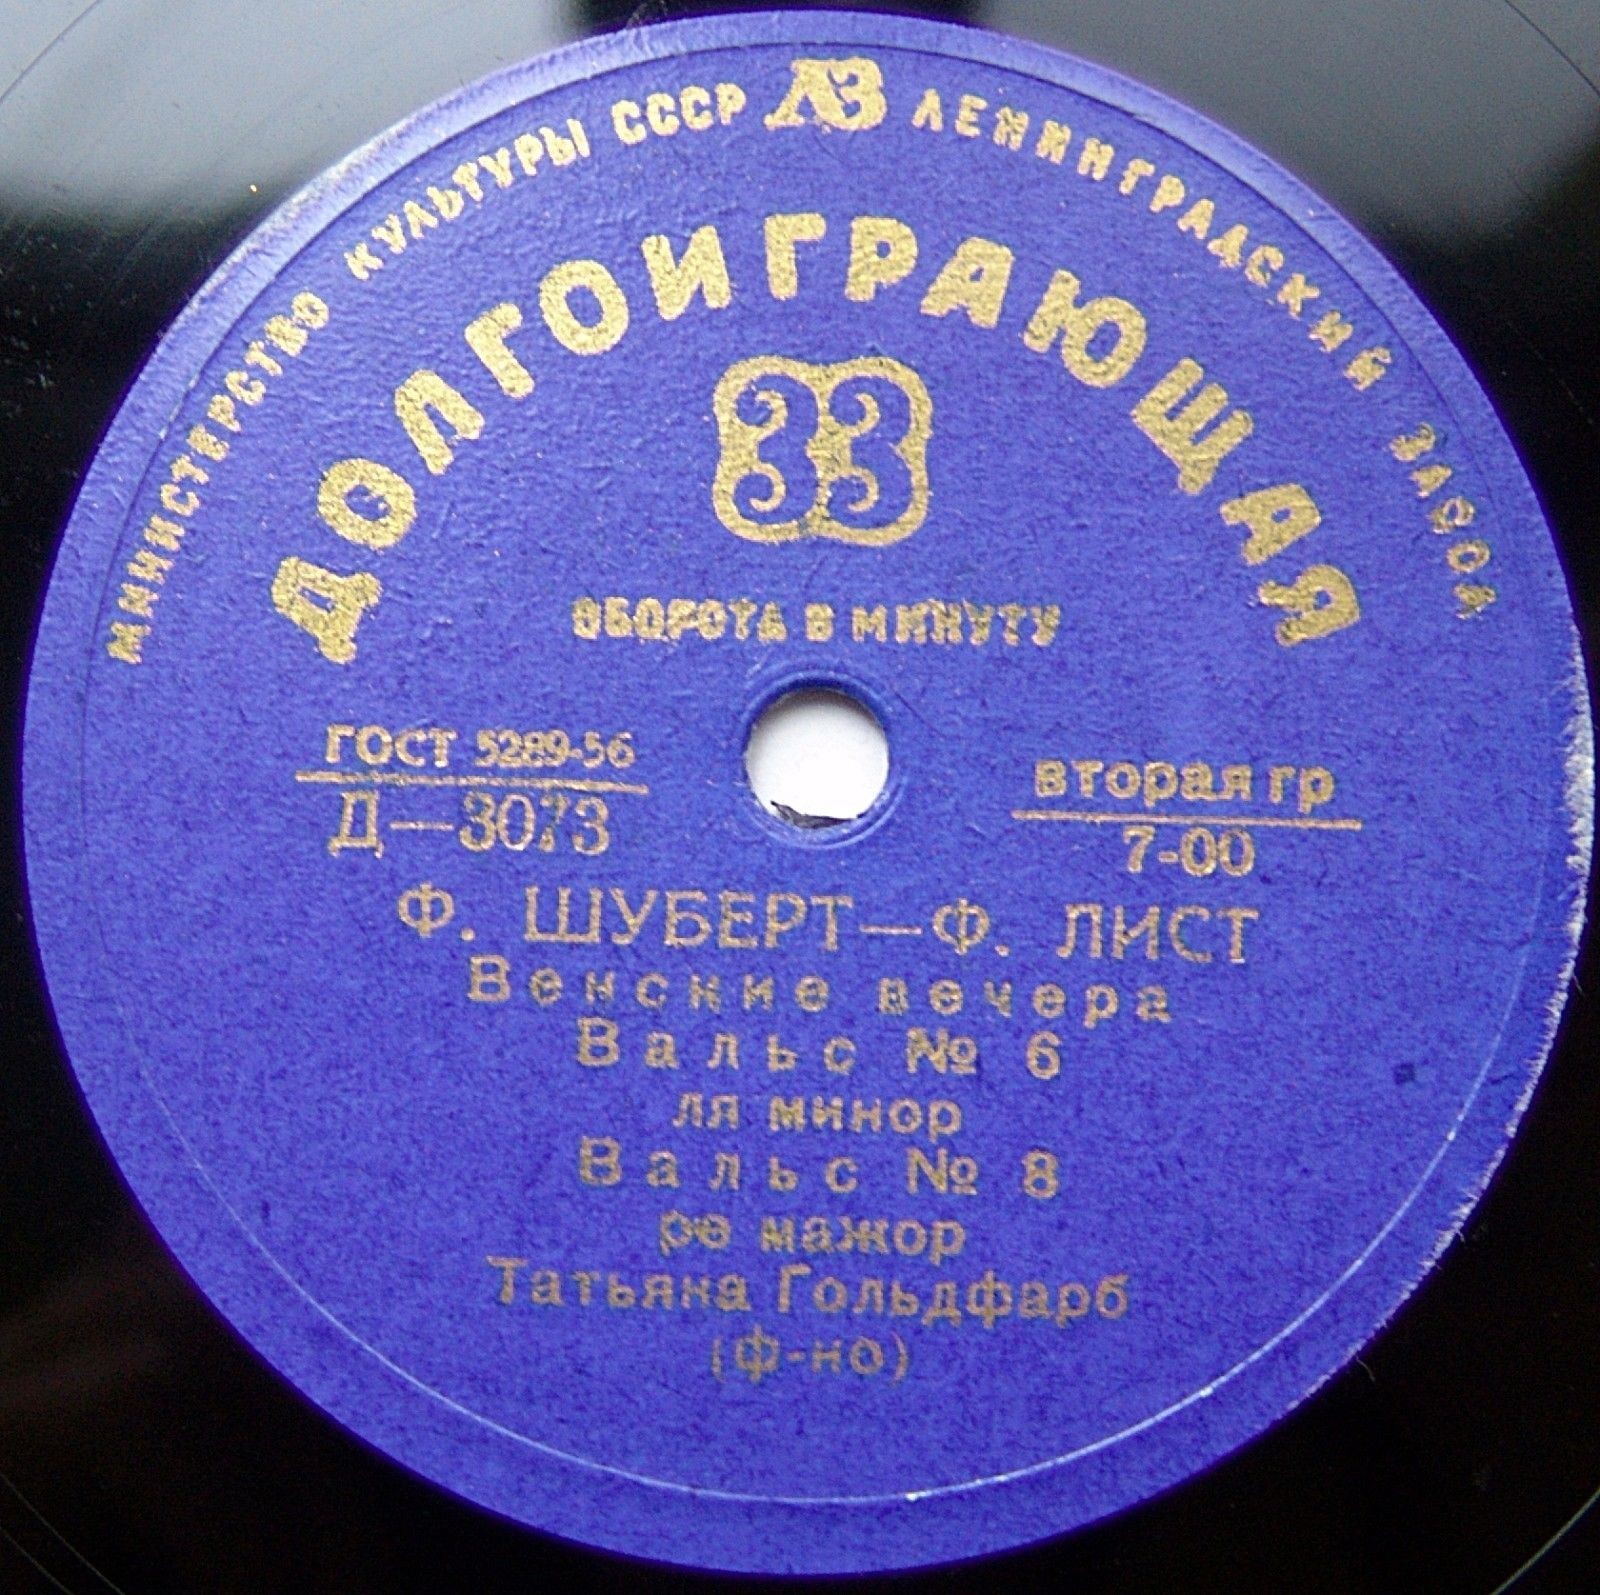 МИНИСТЕРСТВО КУЛЬТУРЫ СССР ЛЗ ЛЕНИНГРАДСКИЙ ЗАВОД
ДОЛГОИГРАЮЩАЯ
33
ОБОРОТА В МИНУТУ
ГОСТ 5289-56
Д—3073
вторая гр
7-00
Ф. ШУБЕРТ—Ф. ЛИСТ
Венские вечера
Вальс № 6
ля минор
Вальс № 8
ре мажор
Татьяна Гольдфарб
(ф-но)